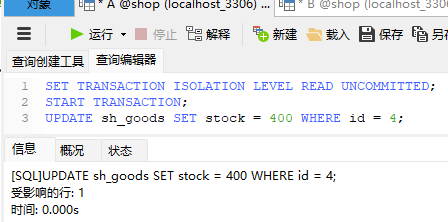 对象 * A @shop (localhost_3306) ... * B @shop (localhost_3306)
运行 停止 解释 新建 载入 保存 另存
查询创建工具 查询编辑器
1 SET TRANSACTION ISOLATION LEVEL READ UNCOMMITTED;
2 START TRANSACTION;
3 UPDATE sh_goods SET stock = 400 WHERE id = 4;
信息 概况 状态
[SQL]UPDATE sh_goods SET stock = 400 WHERE id = 4;
受影响的行: 1
时间: 0.000s